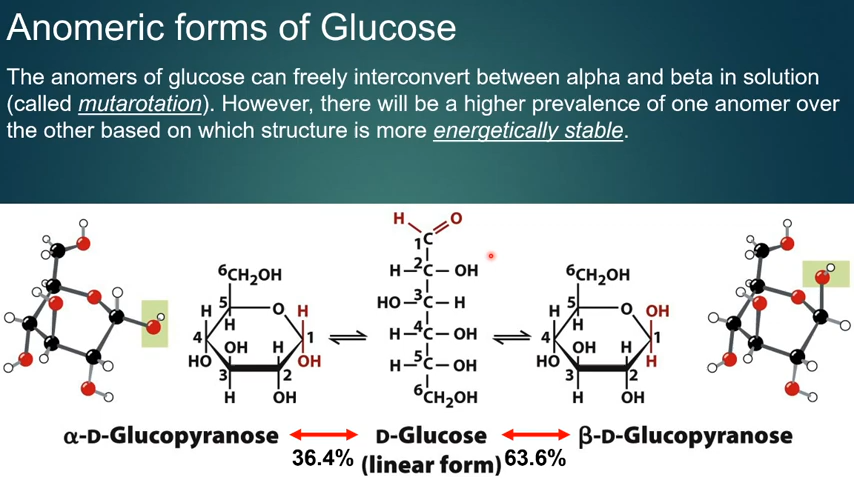 Anomeric forms of Glucose
The anomers of glucose can freely interconvert between alpha and beta in solution
(called mutarotation). However, there will be a higher prevalence of one anomer over
the other based on which structure is more energetically stable.
6CH2OH
5
H
O
H
H
4
1
OH
H
HO
OH
3
2
H
OH
H
O
1C
H–2C–OH
HO–3C–H
H–4C–OH
H–5C–OH
6CH2OH
6CH2OH
5
H
O
OH
H
4
1
OH
H
HO
H
3
2
H
OH
α-D-Glucopyranose
D-Glucose
(linear form)
β-D-Glucopyranose
36.4%
63.6%